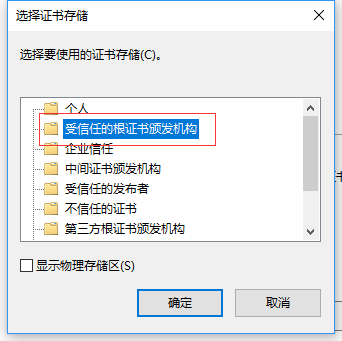 选择证书存储
选择要使用的证书存储(C)。
个人
受信任的根证书颁发机构
企业信任
中间证书颁发机构
受信任的发布者
不信任的证书
第三方根证书颁发机构
显示物理存储区(S)
确定
取消